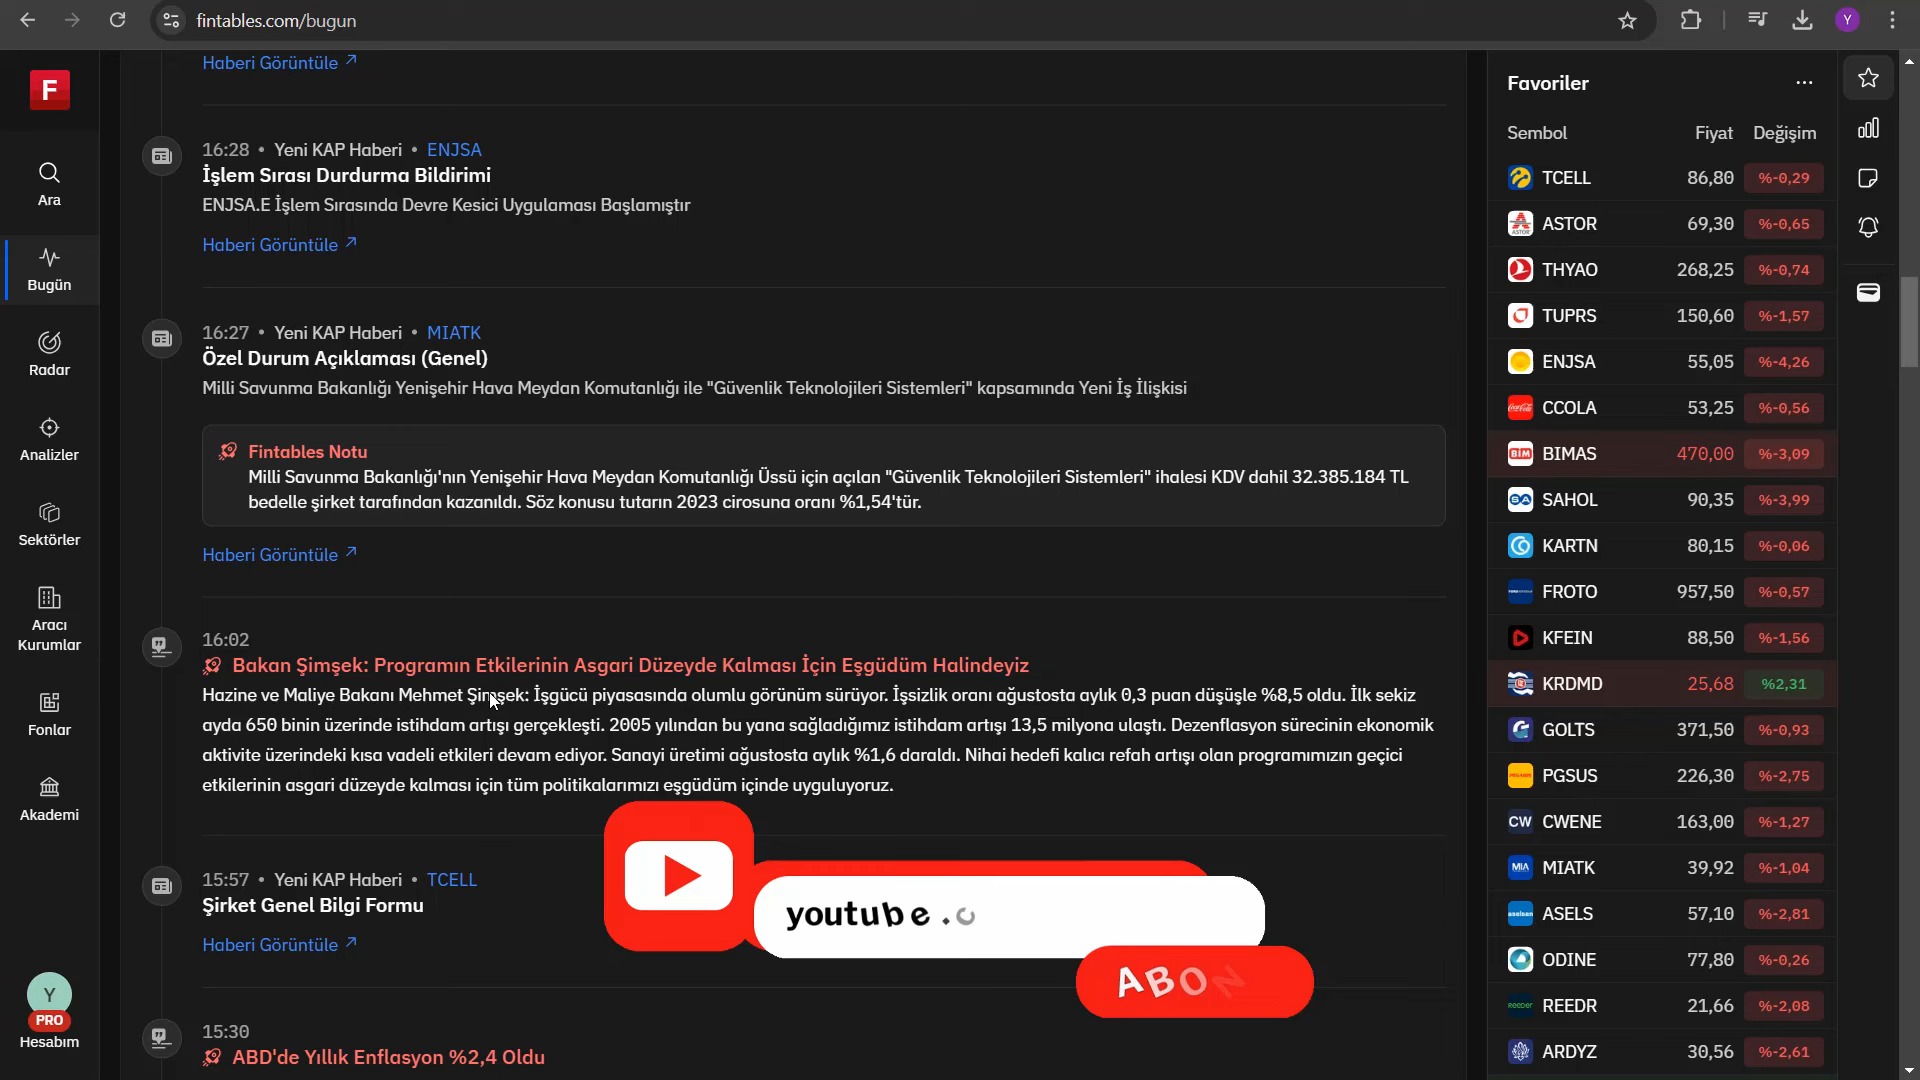 fintables.com/bugun
Y
F
Ara
Bugün
Radar
Analizler
Sektörler
Aracı
Kurumlar
Fonlar
Akademi
Y
PRO
Hesabım
Haberi Görüntüle
16:28 • Yeni KAP Haberi • ENJSA
İşlem Sırası Durdurma Bildirimi
ENJSA.E İşlem Sırasında Devre Kesici Uygulaması Başlamıştır
Haberi Görüntüle
16:27 • Yeni KAP Haberi • MIATK
Özel Durum Açıklaması (Genel)
Milli Savunma Bakanlığı Yenişehir Hava Meydan Komutanlığı ile "Güvenlik Teknolojileri Sistemleri" kapsamında Yeni İş İlişkisi
Fintables Notu
Milli Savunma Bakanlığı'nın Yenişehir Hava Meydan Komutanlığı Üssü için açılan "Güvenlik Teknolojileri Sistemleri" ihalesi KDV dahil 32.385.184 TL
bedelle şirket tarafından kazanıldı. Söz konusu tutarın 2023 cirosuna oranı %1,54'tür.
Haberi Görüntüle
16:02
Bakan Şimşek: Programın Etkilerinin Asgari Düzeyde Kalması İçin Eşgüdüm Halindeyiz
Hazine ve Maliye Bakanı Mehmet Şimşek: İşgücü piyasasında olumlu görünüm sürüyor. İşsizlik oranı ağustosta aylık 0,3 puan düşüşle %8,5 oldu. İlk sekiz
ayda 650 binin üzerinde istihdam artışı gerçekleşti. 2005 yılından bu yana sağladığımız istihdam artışı 13,5 milyona ulaştı. Dezenflasyon sürecinin ekonomik
aktivite üzerindeki kısa vadeli etkileri devam ediyor. Sanayi üretimi ağustosta aylık %1,6 daraldı. Nihai hedefi kalıcı refah artışı olan programımızın geçici
etkilerinin asgari düzeyde kalması için tüm politikalarımızı eşgüdüm içinde uyguluyoruz.
15:57 • Yeni KAP Haberi • TCELL
Şirket Genel Bilgi Formu
Haberi Görüntüle
15:30
ABD'de Yıllık Enflasyon %2,4 Oldu
youtube.c
ABON
Favoriler
Sembol Fiyat Değişim
TCELL 86,80 %-0,29
ASTOR 69,30 %-0,65
THYAO 268,25 %-0,74
TUPRS 150,60 %-1,57
ENJSA 55,05 %-4,26
CCOLA 53,25 %-0,56
BIM BIMAS 470,00 %-3,09
SA SAHOL 90,35 %-3,99
KARTN 80,15 %-0,06
FROTO 957,50 %-0,57
KFEIN 88,50 %-1,56
KRDMD 25,68 %2,31
GOLTS 371,50 %-0,93
PGSUS 226,30 %-2,75
CW CWENE 163,00 %-1,27
MIA MIATK 39,92 %-1,04
aselsan ASELS 57,10 %-2,81
ODINE 77,80 %-0,26
reeder REEDR 21,66 %-2,08
ARDYZ 30,56 %-2,61